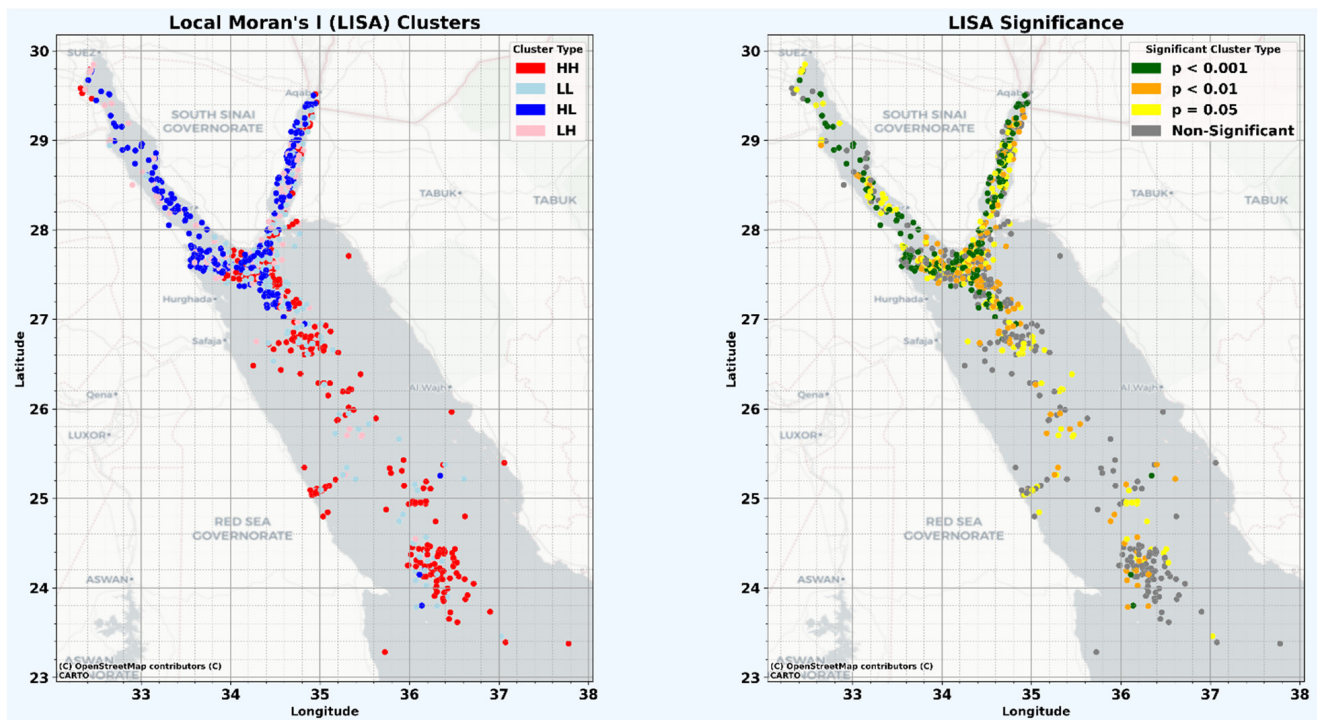 Local Moran's I (LISA) Clusters
30
29
28
27
26
25
24
23
Latitude
SUEZ
Aqaba
SOUTH SINAI
GOVERNORATE
TABUK
TABUK
Hurghada
Safaja
Al Wajh
Qena
LUXOR
RED SEA
GOVERNORATE
ASWAN
ASWAN
Cluster Type
HH
LL
HL
LH
(C) OpenStreetMap contributors (C)
CARTO
33
34
35
36
37
38
Longitude
LISA Significance
30
29
28
27
26
25
24
23
Latitude
SUEZ
Aqaba
SOUTH SINAI
GOVERNORATE
TABUK
TABUK
Hurghada
Safaja
Al Wajh
Qena
LUXOR
RED SEA
GOVERNORATE
ASWAN
ASWAN
Significant Cluster Type
p < 0.001
p < 0.01
p = 0.05
Non-Significant
(C) OpenStreetMap contributors (C)
CARTO
33
34
35
36
37
38
Longitude